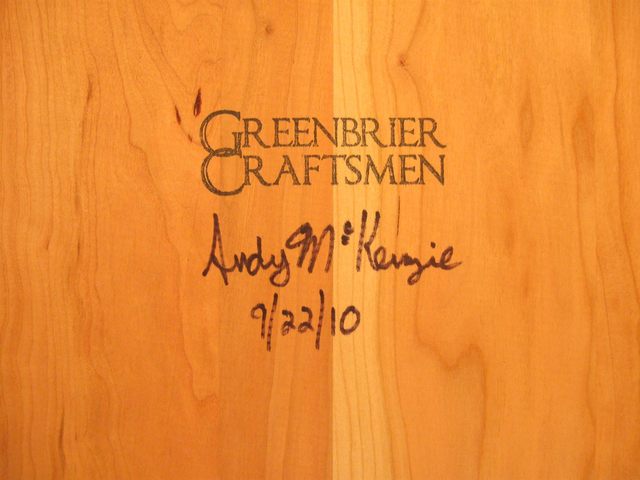 GREENBRIER
CRAFTSMEN
Andy McKenzie
9/22/10